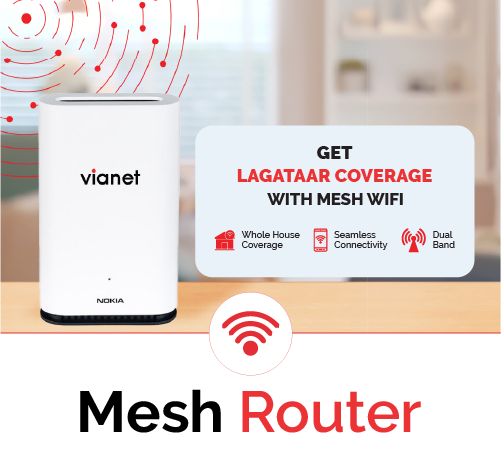 vianet
NOKIA
GET
LAGATAAR COVERAGE
WITH MESH WIFI
Whole House
Coverage
Seamless
Connectivity
Dual
Band
Mesh Router